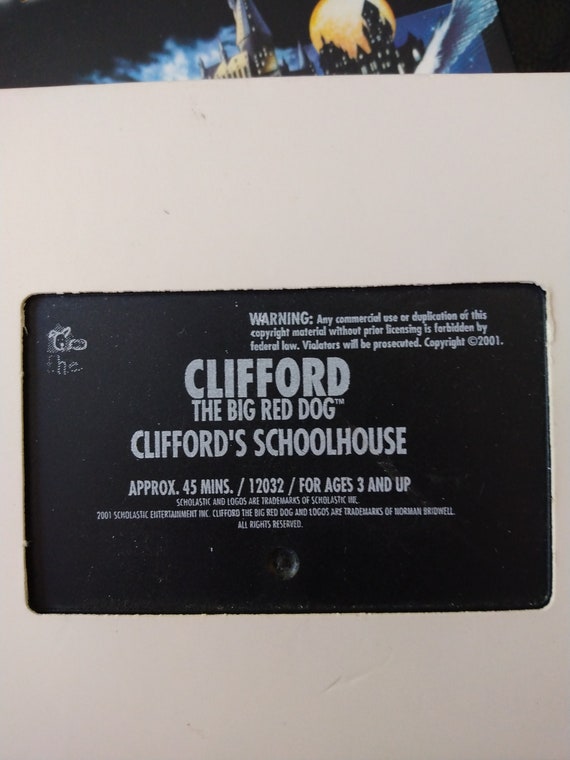 WARNING: Any commercial use or duplication of this
copyright material without prior licensing is forbidden by
federal law. Violators will be prosecuted. Copyright ©2001.
the
CLIFFORD
THE BIG RED DOG™
CLIFFORD'S SCHOOLHOUSE
APPROX. 45 MINS. / 12032 / FOR AGES 3 AND UP
SCHOLASTIC AND LOGOS ARE TRADEMARKS OF SCHOLASTIC INC.
2001 SCHOLASTIC ENTERTAINMENT INC. CLIFFORD THE BIG RED DOG AND LOGOS ARE TRADEMARKS OF NORMAN BRIDWELL.
ALL RIGHTS RESERVED.